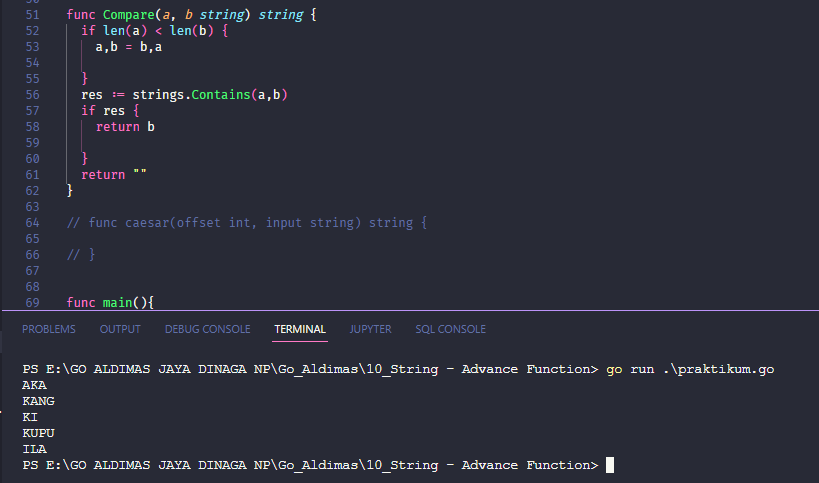 51 func Compare(a, b string) string {
52 if len(a) < len(b) {
53 a,b = b,a
54
55 }
56 res := strings.Contains(a,b)
57 if res {
58 return b
59
60 }
61 return ""
62 }
63
64 // func caesar(offset int, input string) string {
65
66 // }
67
68
69 func main(){
PROBLEMS OUTPUT DEBUG CONSOLE TERMINAL JUPYTER SQL CONSOLE
PS E:\GO ALDIMAS JAYA DINAGA NP\Go_Aldimas\10_String - Advance Function> go run .\praktikum.go
AKA
KANG
KI
KUPU
ILA
PS E:\GO ALDIMAS JAYA DINAGA NP\Go_Aldimas\10_String - Advance Function>